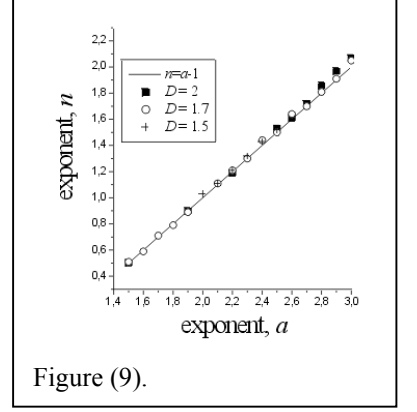 2,2
2,0
1,8
1,6
1,4
1,2
1,0
0,8
0,6
0,4
exponent, n
n=a-1
D= 2
D= 1.7
D= 1.5
1,4 1,6 1,8 2,0 2,2 2,4 2,6 2,8 3,0
exponent, a
Figure (9).